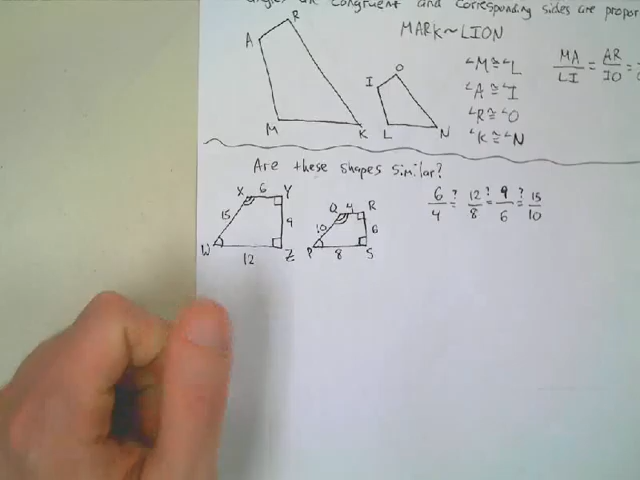 angles are congruent and corresponding sides are propor
MARK~LION
A
R
M
K
I
O
L
N
∠M≅∠L
∠A≅∠I
∠R≅∠O
∠K≅∠N
MA/LI = AR/IO =
Are these shapes similar?
X 6 Y
15
9
W 12 Z
Q 4 R
10
6
P 8 S
6/4 ?= 12/8 ?= 9/6 ?= 15/10